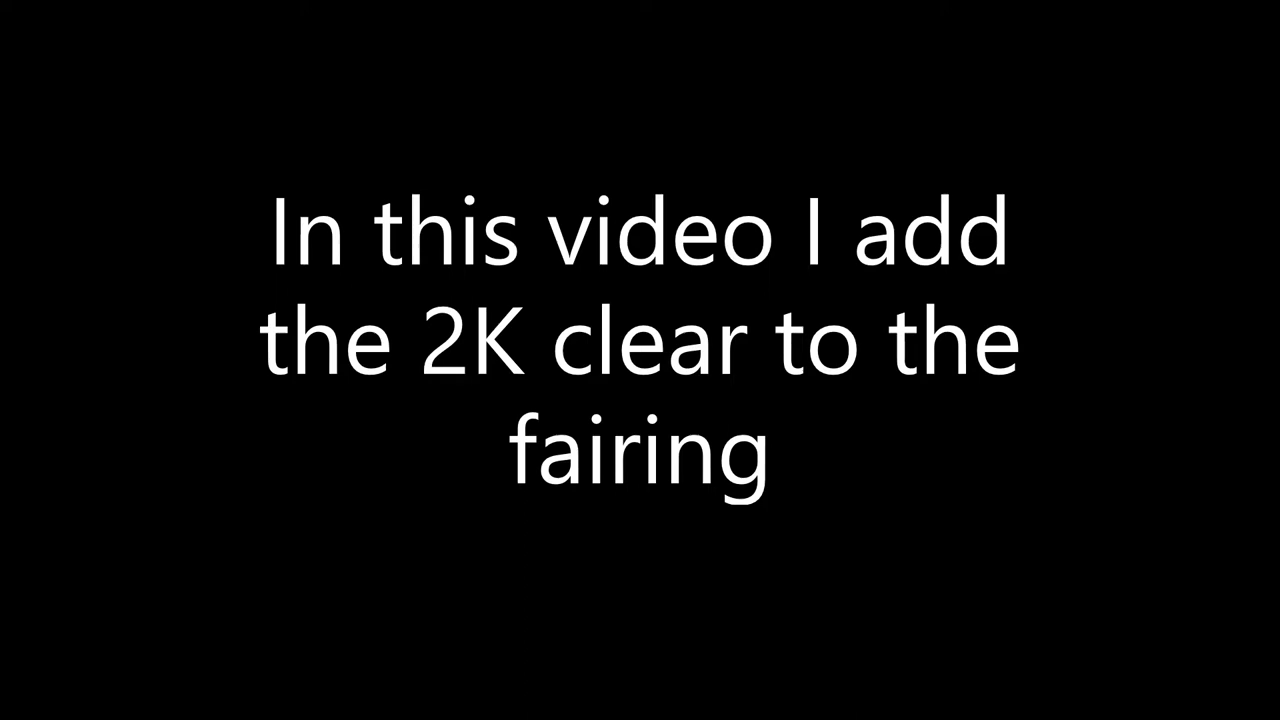 In this video I add
the 2K clear to the
fairing